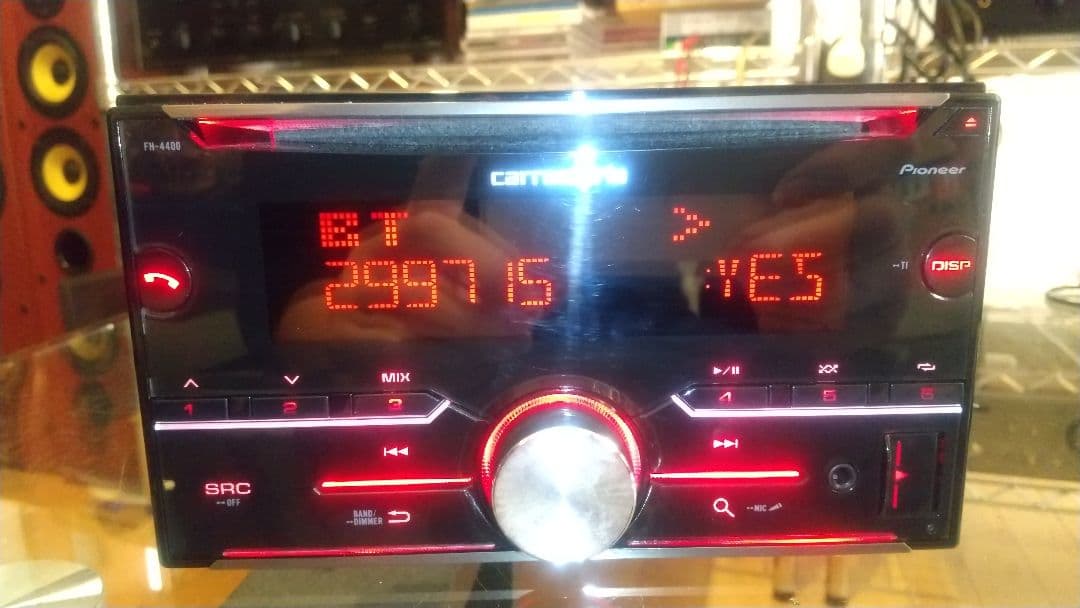 FH-4400
carrozzeria
Pioneer
BT
299715 :YES
DISP
MIX
1 2 3 4 5 6
SRC
OFF
BAND/
DIMMER
MIC